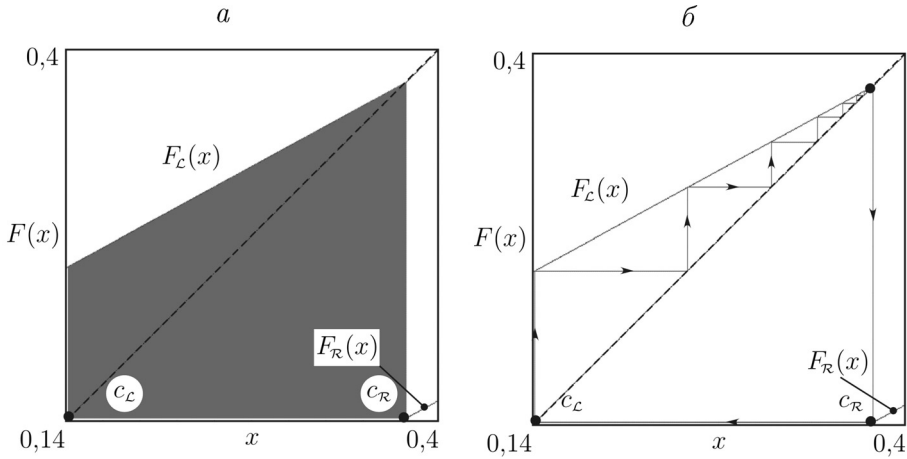 а
0,4
F_ℒ(x)
F(x)
F_ℛ(x)
c_ℒ
c_ℛ
0,14
x
0,4
б
0,4
F_ℒ(x)
F(x)
F_ℛ(x)
c_ℒ
c_ℛ
0,14
x
0,4